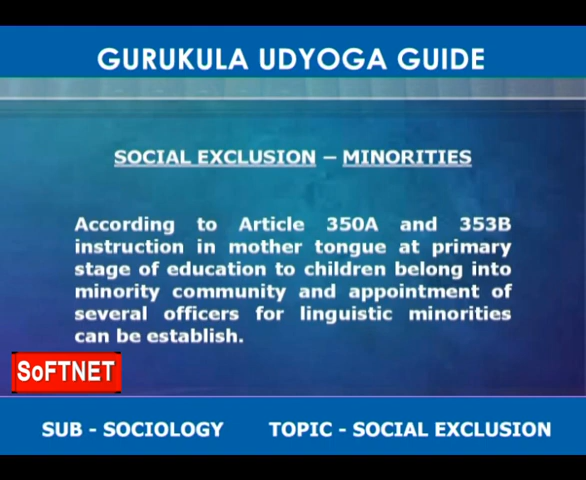 GURUKULA UDYOGA GUIDE
SOCIAL EXCLUSION – MINORITIES
According to Article 350A and 353B
instruction in mother tongue at primary
stage of education to children belong into
minority community and appointment of
several officers for linguistic minorities
can be establish.
SoFTNET
SUB - SOCIOLOGY TOPIC - SOCIAL EXCLUSION